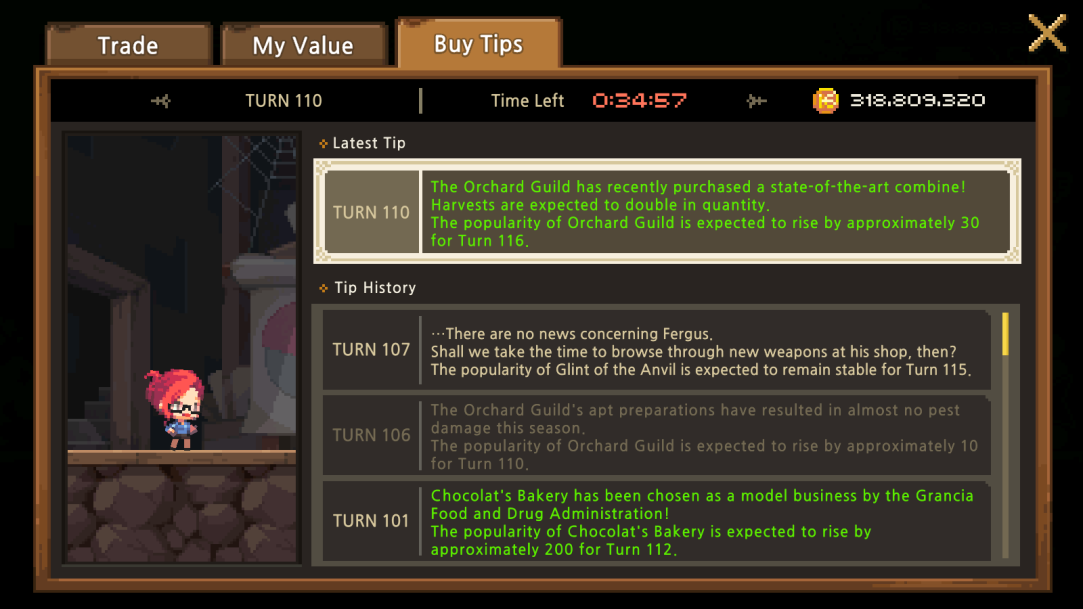 Trade
My Value
Buy Tips
TURN 110
Time Left
0:34:57
318.809.320
Latest Tip
TURN 110
The Orchard Guild has recently purchased a state-of-the-art combine!
Harvests are expected to double in quantity.
The popularity of Orchard Guild is expected to rise by approximately 30
for Turn 116.
Tip History
TURN 107
…There are no news concerning Fergus.
Shall we take the time to browse through new weapons at his shop, then?
The popularity of Glint of the Anvil is expected to remain stable for Turn 115.
TURN 106
The Orchard Guild's apt preparations have resulted in almost no pest
damage this season.
The popularity of Orchard Guild is expected to rise by approximately 10
for Turn 110.
TURN 101
Chocolat's Bakery has been chosen as a model business by the Grancia
Food and Drug Administration!
The popularity of Chocolat's Bakery is expected to rise by
approximately 200 for Turn 112.